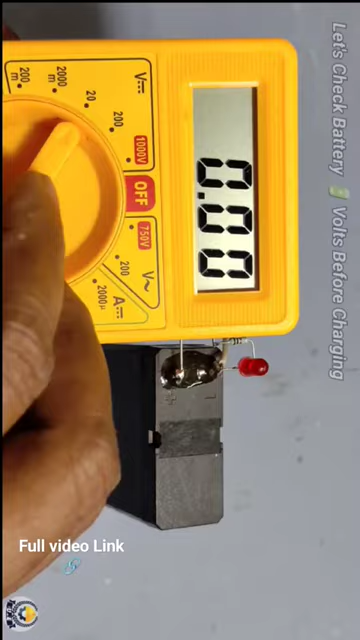 Let's Check Battery 🔋 Volts Before Charging
V⎓
200
20
2000
m
200
m
1000V
OFF
750V
200
V~
A⎓
2000µ
00.0
+
−
Full video Link